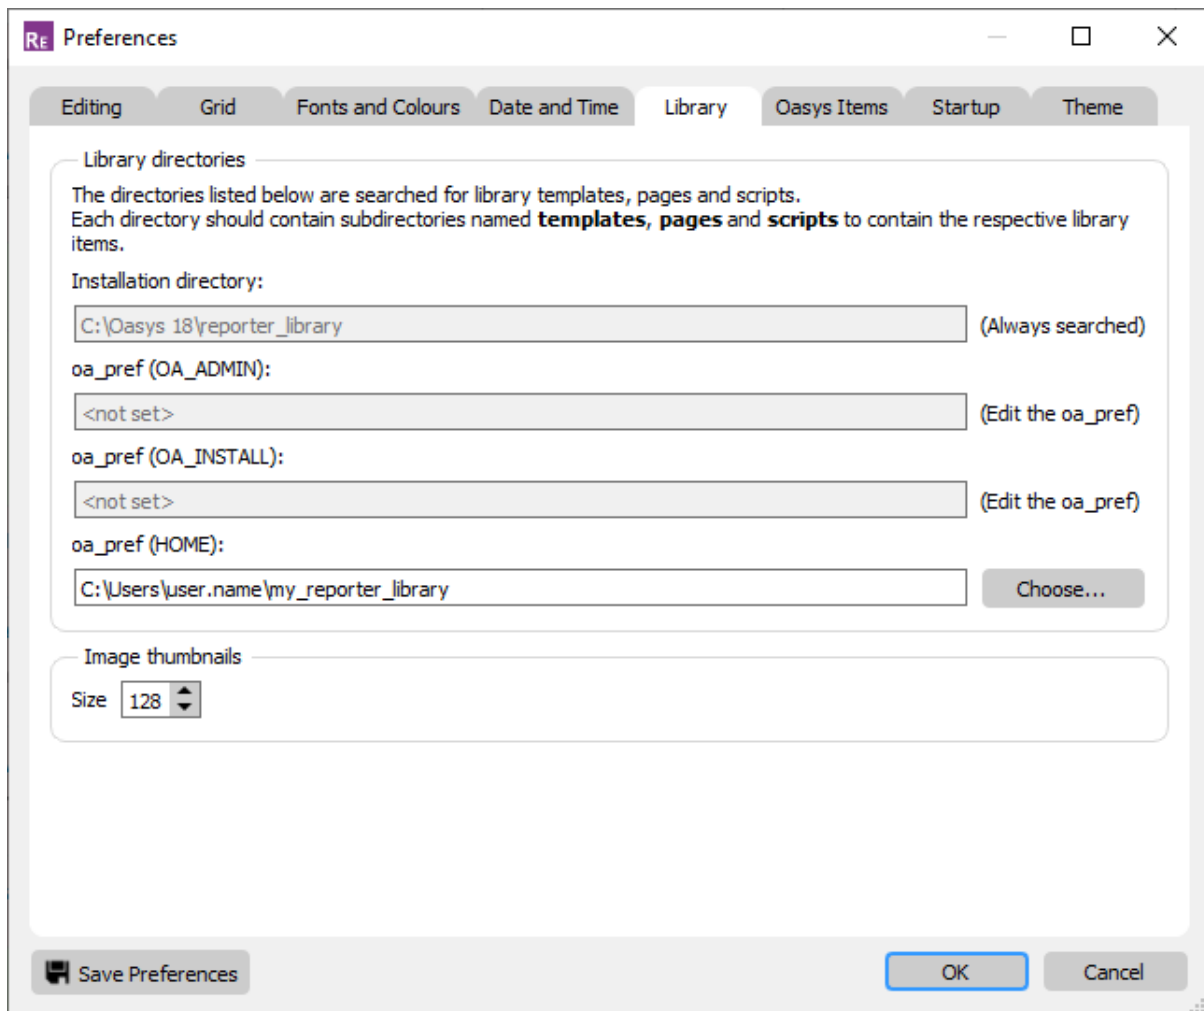 RE Preferences
Editing Grid Fonts and Colours Date and Time Library Oasys Items Startup Theme
Library directories
The directories listed below are searched for library templates, pages and scripts.
Each directory should contain subdirectories named templates, pages and scripts to contain the respective library
items.
Installation directory:
C:\Oasys 18\reporter_library (Always searched)
oa_pref (OA_ADMIN):
<not set> (Edit the oa_pref)
oa_pref (OA_INSTALL):
<not set> (Edit the oa_pref)
oa_pref (HOME):
C:\Users\user.name\my_reporter_library Choose...
Image thumbnails
Size 128
Save Preferences OK Cancel